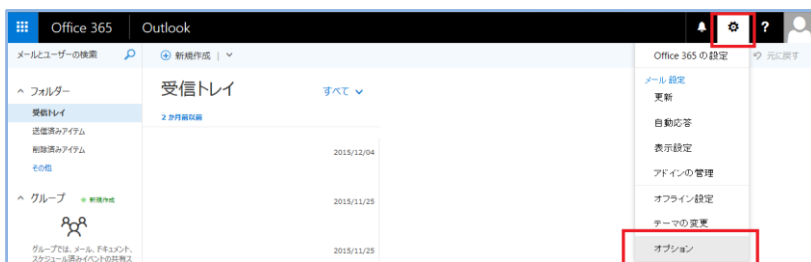 Office 365 Outlook ?
メールとユーザーの検索
新規作成
Office 365 の設定
元に戻す
フォルダー
受信トレイ
送信済みアイテム
削除済みアイテム
その他
グループ
新規作成
グループでは、メール、ドキュメント、
スケジュール済みイベントの共有ス
受信トレイ
すべて
2 か月前以前
2015/12/04
2015/11/25
2015/11/25
メール 設定
更新
自動応答
表示設定
アドインの管理
オフライン設定
テーマの変更
オプション